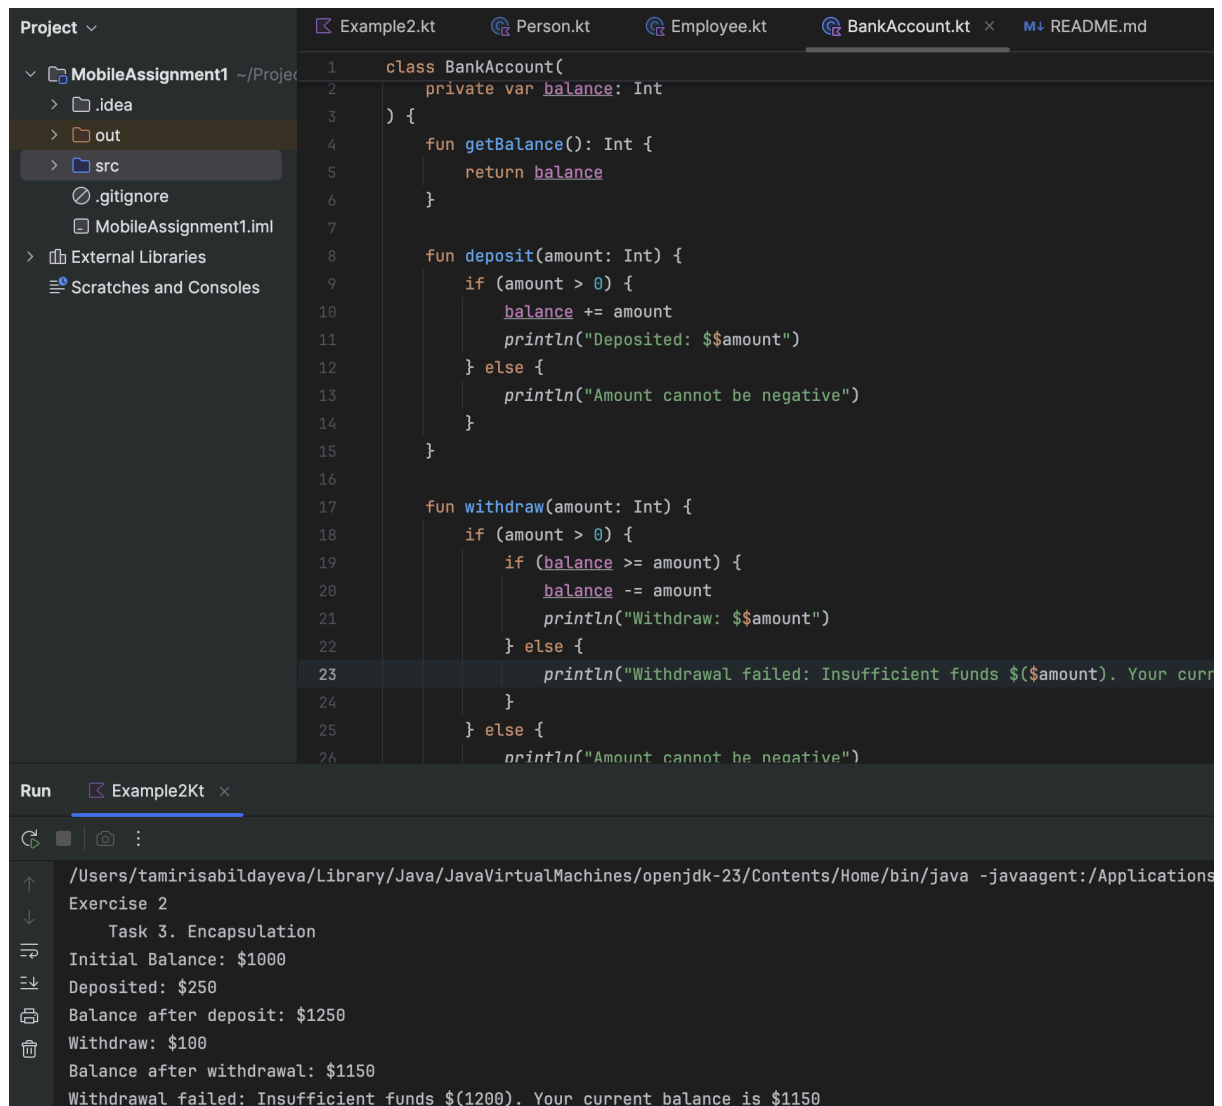 Project
Example2.kt
Person.kt
Employee.kt
BankAccount.kt
M↓ README.md
MobileAssignment1 ~/Projec
.idea
out
src
.gitignore
MobileAssignment1.iml
External Libraries
Scratches and Consoles
1 class BankAccount(
2 private var balance: Int
3 ) {
4 fun getBalance(): Int {
5 return balance
6 }
7
8 fun deposit(amount: Int) {
9 if (amount > 0) {
10 balance += amount
11 println("Deposited: $$amount")
12 } else {
13 println("Amount cannot be negative")
14 }
15 }
16
17 fun withdraw(amount: Int) {
18 if (amount > 0) {
19 if (balance >= amount) {
20 balance -= amount
21 println("Withdraw: $$amount")
22 } else {
23 println("Withdrawal failed: Insufficient funds $($amount). Your curr
24 }
25 } else {
26 println("Amount cannot be negative")
Run
Example2Kt
/Users/tamirisabildayeva/Library/Java/JavaVirtualMachines/openjdk-23/Contents/Home/bin/java -javaagent:/Applications
Exercise 2
Task 3. Encapsulation
Initial Balance: $1000
Deposited: $250
Balance after deposit: $1250
Withdraw: $100
Balance after withdrawal: $1150
Withdrawal failed: Insufficient funds $(1200). Your current balance is $1150